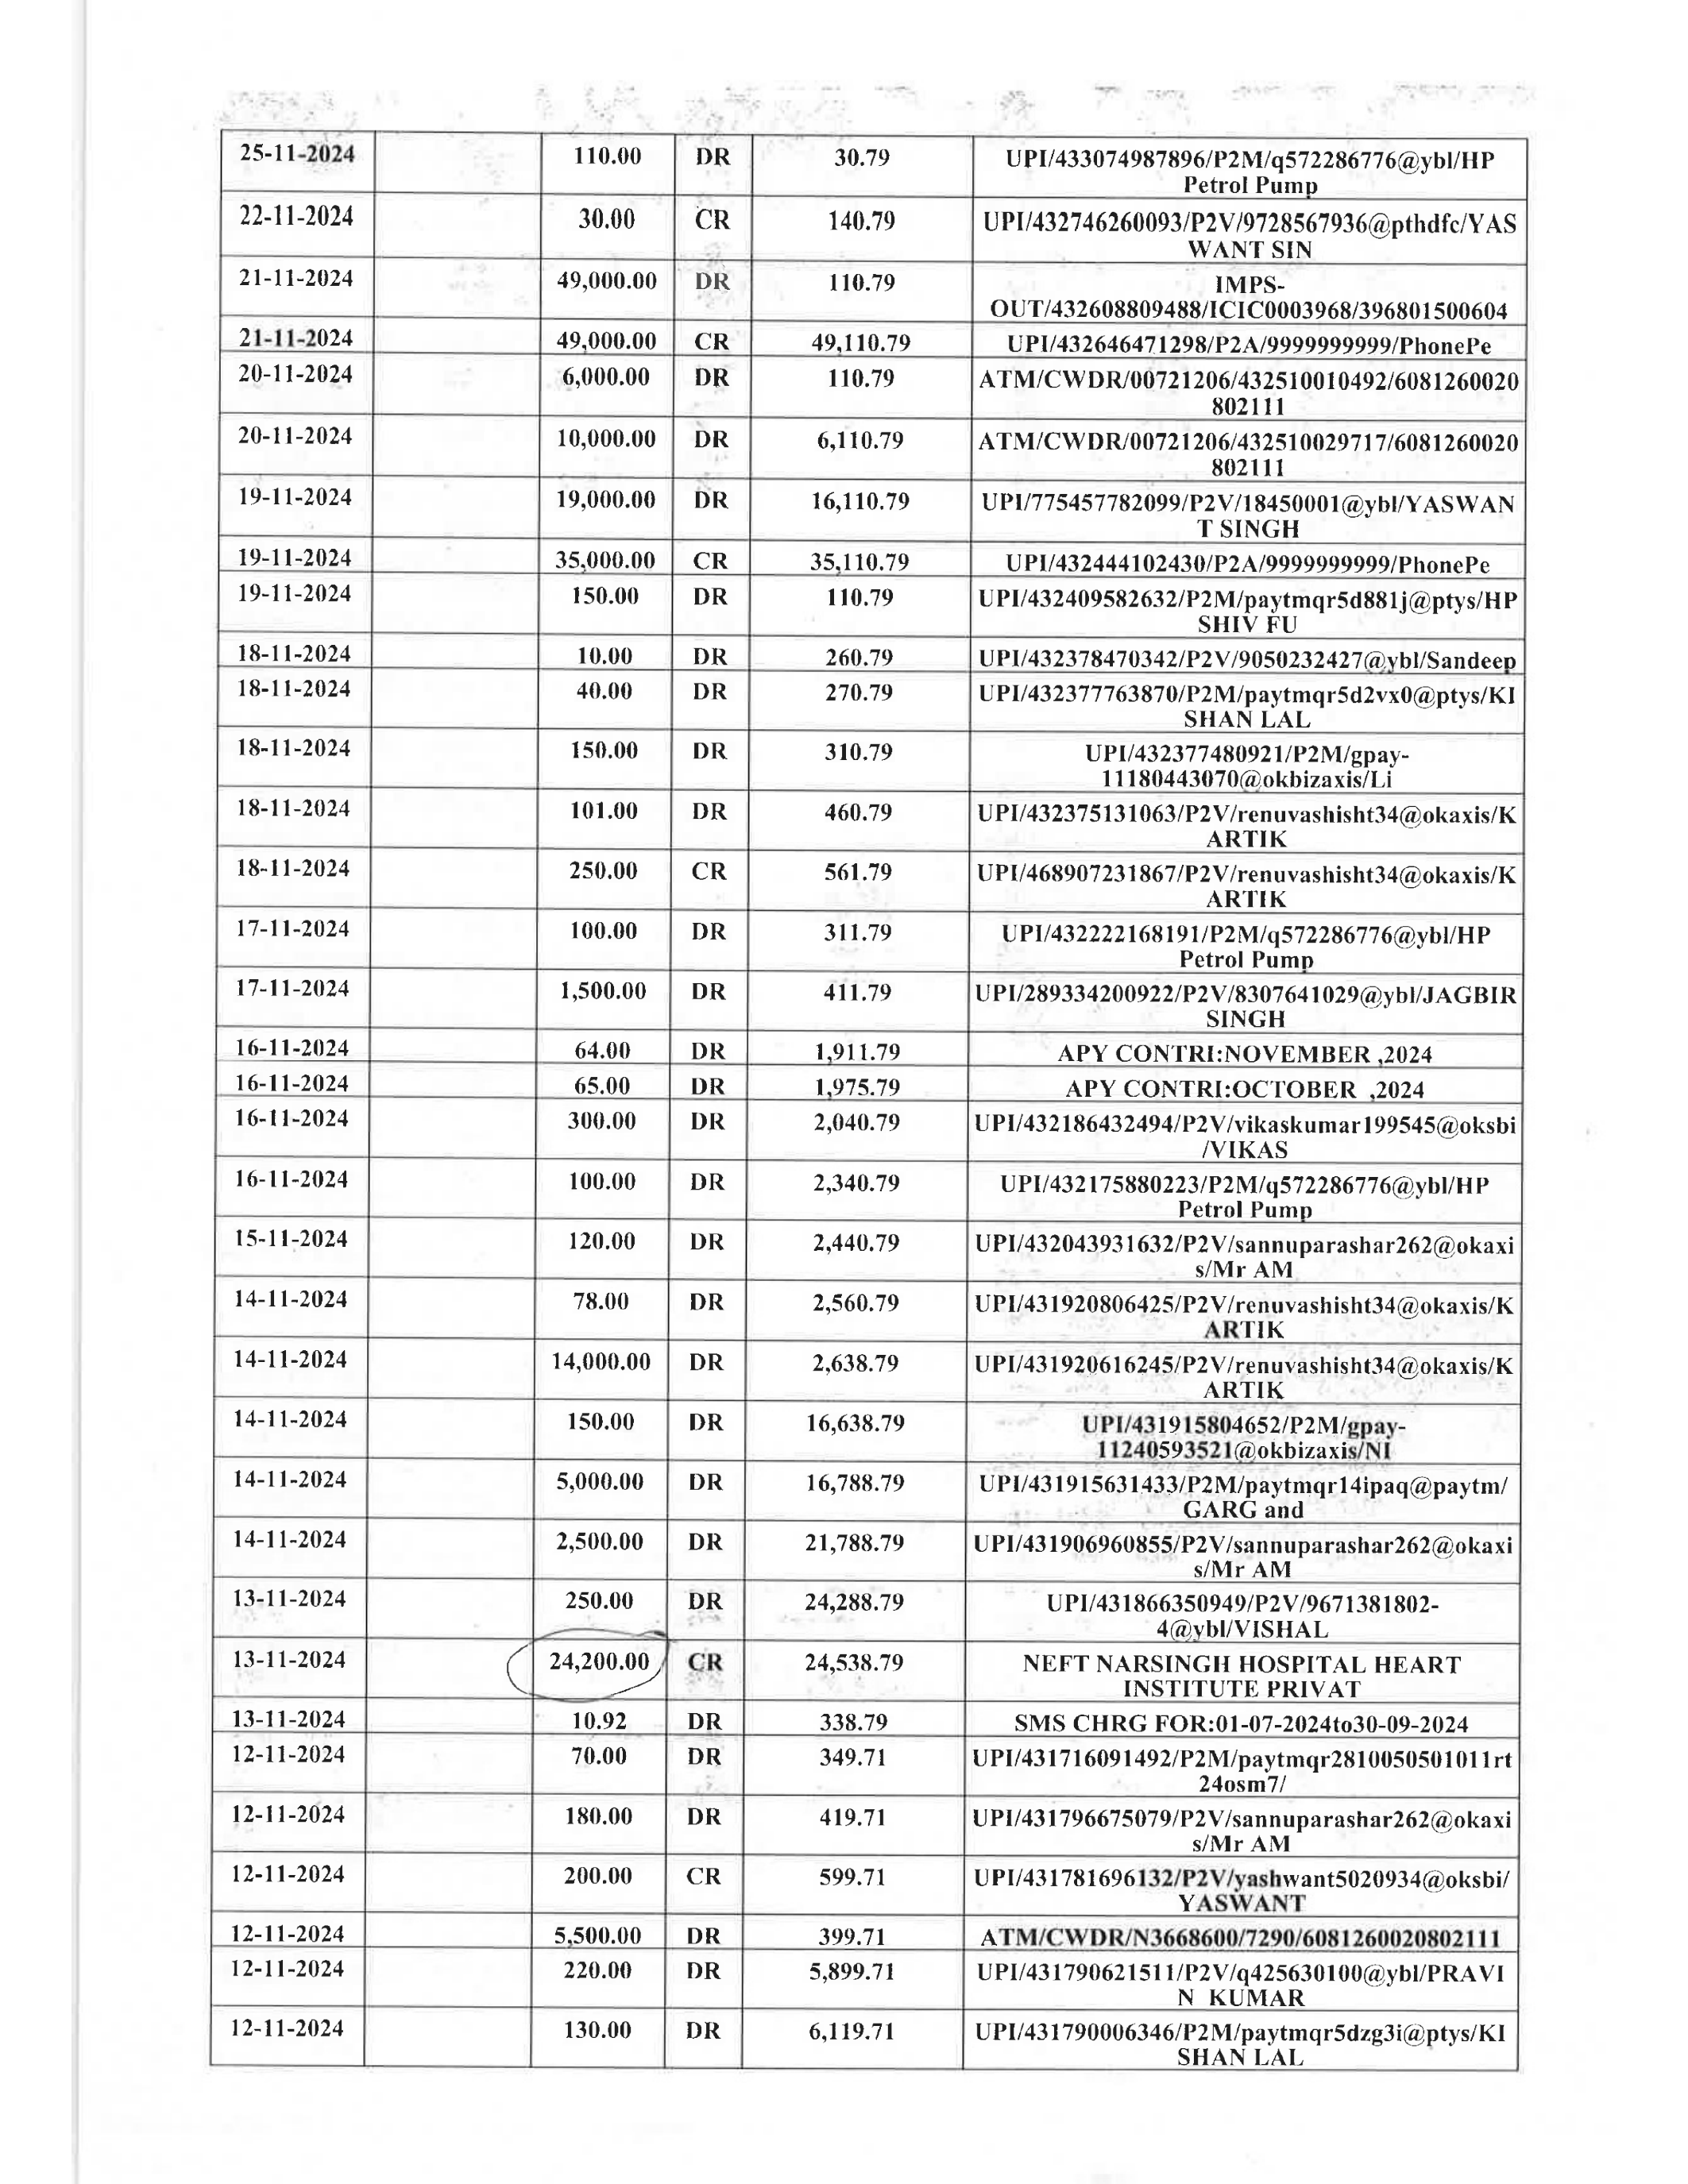 25-11-2024 110.00 DR 30.79 UPI/433074987896/P2M/q572286776@ybl/HP
Petrol Pump
22-11-2024 30.00 CR 140.79 UPI/432746260093/P2V/9728567936@pthdfc/YAS
WANT SIN
21-11-2024 49,000.00 DR 110.79 IMPS-
OUT/432608809488/ICIC0003968/396801500604
21-11-2024 49,000.00 CR 49,110.79 UPI/432646471298/P2A/9999999999/PhonePe
20-11-2024 6,000.00 DR 110.79 ATM/CWDR/00721206/432510010492/6081260020
802111
20-11-2024 10,000.00 DR 6,110.79 ATM/CWDR/00721206/432510029717/6081260020
802111
19-11-2024 19,000.00 DR 16,110.79 UPI/775457782099/P2V/18450001@ybl/YASWAN
T SINGH
19-11-2024 35,000.00 CR 35,110.79 UPI/432444102430/P2A/9999999999/PhonePe
19-11-2024 150.00 DR 110.79 UPI/432409582632/P2M/paytmqr5d881j@ptys/HP
SHIV FU
18-11-2024 10.00 DR 260.79 UPI/432378470342/P2V/9050232427@ybl/Sandeep
18-11-2024 40.00 DR 270.79 UPI/432377763870/P2M/paytmqr5d2vx0@ptys/KI
SHAN LAL
18-11-2024 150.00 DR 310.79 UPI/432377480921/P2M/gpay-
11180443070@okbizaxis/Li
18-11-2024 101.00 DR 460.79 UPI/432375131063/P2V/renuvashisht34@okaxis/K
ARTIK
18-11-2024 250.00 CR 561.79 UPI/468907231867/P2V/renuvashisht34@okaxis/K
ARTIK
17-11-2024 100.00 DR 311.79 UPI/432222168191/P2M/q572286776@ybl/HP
Petrol Pump
17-11-2024 1,500.00 DR 411.79 UPI/289334200922/P2V/8307641029@ybl/JAGBIR
SINGH
16-11-2024 64.00 DR 1,911.79 APY CONTRI:NOVEMBER ,2024
16-11-2024 65.00 DR 1,975.79 APY CONTRI:OCTOBER ,2024
16-11-2024 300.00 DR 2,040.79 UPI/432186432494/P2V/vikaskumar199545@oksbi
/VIKAS
16-11-2024 100.00 DR 2,340.79 UPI/432175880223/P2M/q572286776@ybl/HP
Petrol Pump
15-11-2024 120.00 DR 2,440.79 UPI/432043931632/P2V/sannuparashar262@okaxi
s/Mr AM
14-11-2024 78.00 DR 2,560.79 UPI/431920806425/P2V/renuvashisht34@okaxis/K
ARTIK
14-11-2024 14,000.00 DR 2,638.79 UPI/431920616245/P2V/renuvashisht34@okaxis/K
ARTIK
14-11-2024 150.00 DR 16,638.79 UPI/431915804652/P2M/gpay-
11240593521@okbizaxis/NI
14-11-2024 5,000.00 DR 16,788.79 UPI/431915631433/P2M/paytmqr14ipaq@paytm/
GARG and
14-11-2024 2,500.00 DR 21,788.79 UPI/431906960855/P2V/sannuparashar262@okaxi
s/Mr AM
13-11-2024 250.00 DR 24,288.79 UPI/431866350949/P2V/9671381802-
4@ybl/VISHAL
13-11-2024 24,200.00 CR 24,538.79 NEFT NARSINGH HOSPITAL HEART
INSTITUTE PRIVAT
13-11-2024 10.92 DR 338.79 SMS CHRG FOR:01-07-2024to30-09-2024
12-11-2024 70.00 DR 349.71 UPI/431716091492/P2M/paytmqr2810050501011rt
24osm7/
12-11-2024 180.00 DR 419.71 UPI/431796675079/P2V/sannuparashar262@okaxi
s/Mr AM
12-11-2024 200.00 CR 599.71 UPI/431781696132/P2V/yashwant5020934@oksbi/
YASWANT
12-11-2024 5,500.00 DR 399.71 ATM/CWDR/N3668600/7290/6081260020802111
12-11-2024 220.00 DR 5,899.71 UPI/431790621511/P2V/q425630100@ybl/PRAVI
N KUMAR
12-11-2024 130.00 DR 6,119.71 UPI/431790006346/P2M/paytmqr5dzg3i@ptys/KI
SHAN LAL